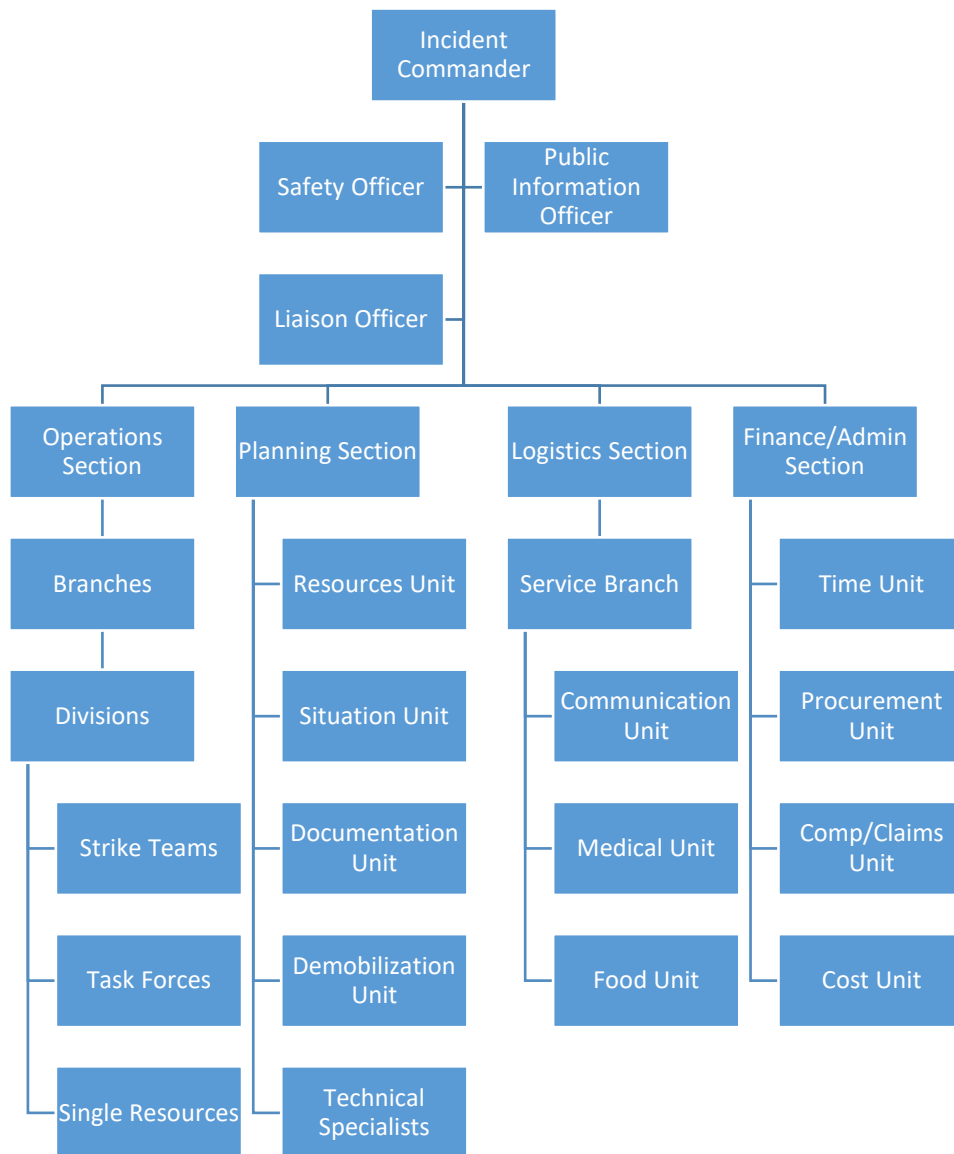 Incident
Commander
Safety Officer
Public
Information
Officer
Liaison Officer
Operations
Section
Planning Section
Logistics Section
Finance/Admin
Section
Branches
Resources Unit
Service Branch
Time Unit
Divisions
Situation Unit
Communication
Unit
Procurement
Unit
Strike Teams
Documentation
Unit
Medical Unit
Comp/Claims
Unit
Task Forces
Demobilization
Unit
Food Unit
Cost Unit
Single Resources
Technical
Specialists